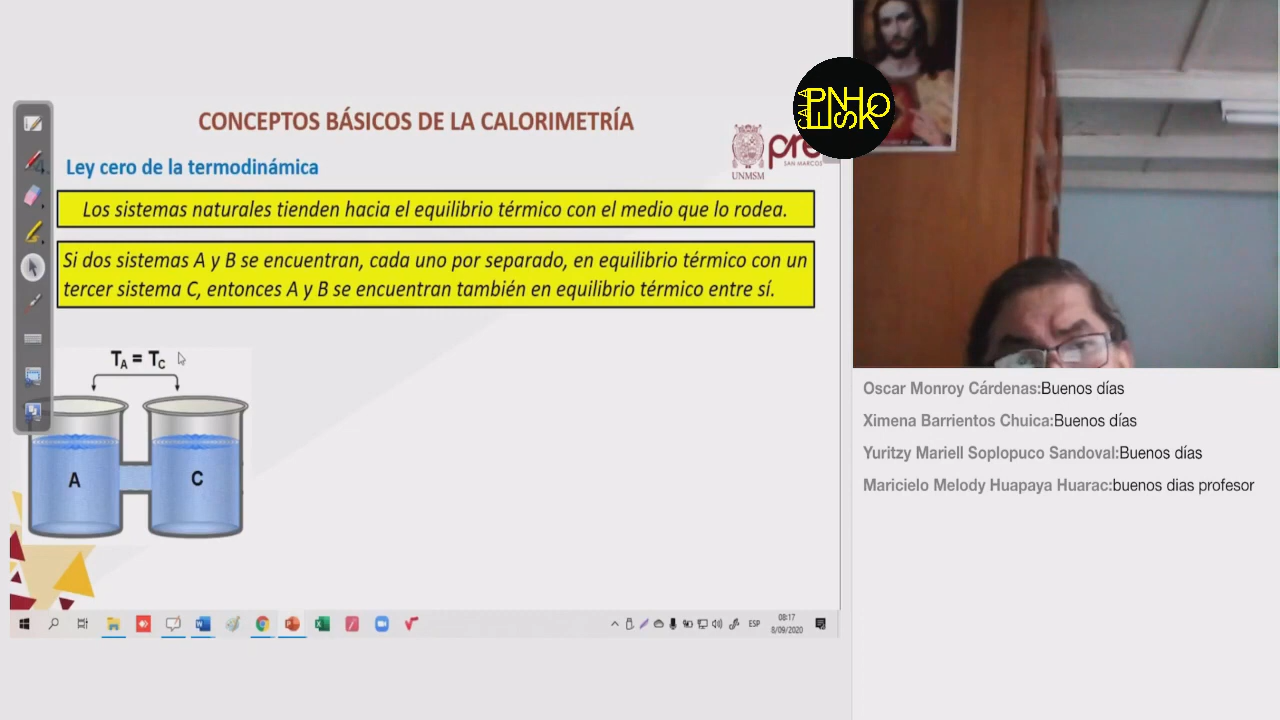 CONCEPTOS BÁSICOS DE LA CALORIMETRÍA
UNMSM
pre
SAN MARCOS
Ley cero de la termodinámica
Los sistemas naturales tienden hacia el equilibrio térmico con el medio que lo rodea.
Si dos sistemas A y B se encuentran, cada uno por separado, en equilibrio térmico con un
tercer sistema C, entonces A y B se encuentran también en equilibrio térmico entre sí.
TA = TC
A
C
ESP
08:17
8/09/2020
Oscar Monroy Cárdenas:Buenos días
Ximena Barrientos Chuica:Buenos días
Yuritzy Mariell Soplopuco Sandoval:Buenos días
Maricielo Melody Huapaya Huarac:buenos dias profesor